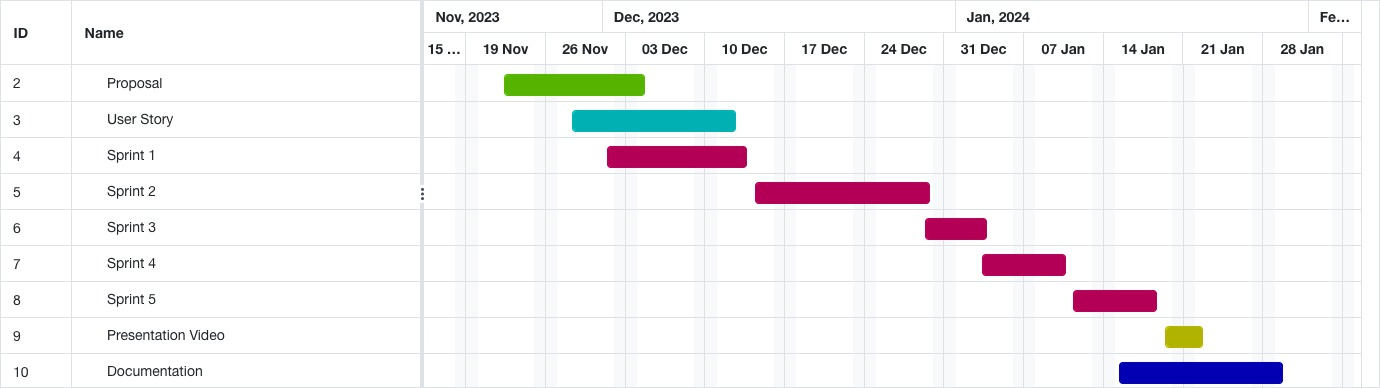 ID Name Nov, 2023 Dec, 2023 Jan, 2024 Fe...
15 ... 19 Nov 26 Nov 03 Dec 10 Dec 17 Dec 24 Dec 31 Dec 07 Jan 14 Jan 21 Jan 28 Jan
2 Proposal
3 User Story
4 Sprint 1
5 Sprint 2
6 Sprint 3
7 Sprint 4
8 Sprint 5
9 Presentation Video
10 Documentation